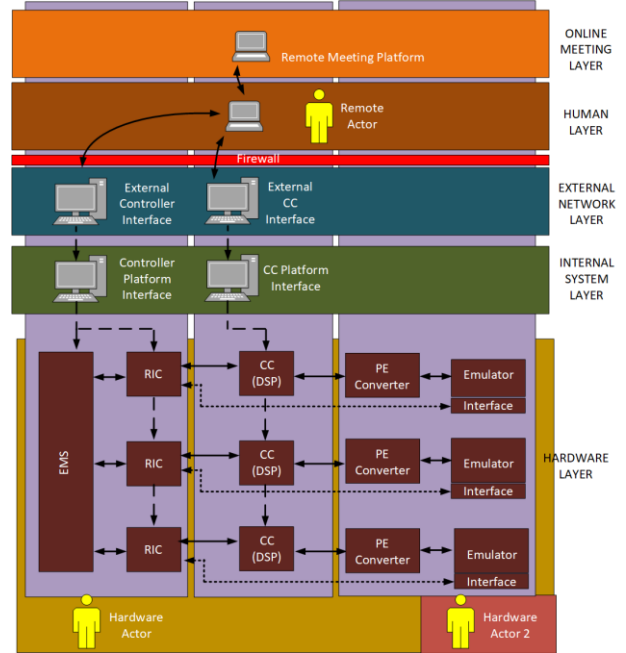 Remote Meeting Platform
ONLINE
MEETING
LAYER
Remote
Actor
HUMAN
LAYER
Firewall
External
Controller
Interface
External
CC
Interface
EXTERNAL
NETWORK
LAYER
Controller
Platform
Interface
CC Platform
Interface
INTERNAL
SYSTEM
LAYER
EMS
RIC
CC
(DSP)
PE
Converter
Emulator
Interface
RIC
CC
(DSP)
PE
Converter
Emulator
Interface
HARDWARE
LAYER
RIC
CC
(DSP)
PE
Converter
Emulator
Interface
Hardware
Actor
Hardware
Actor 2